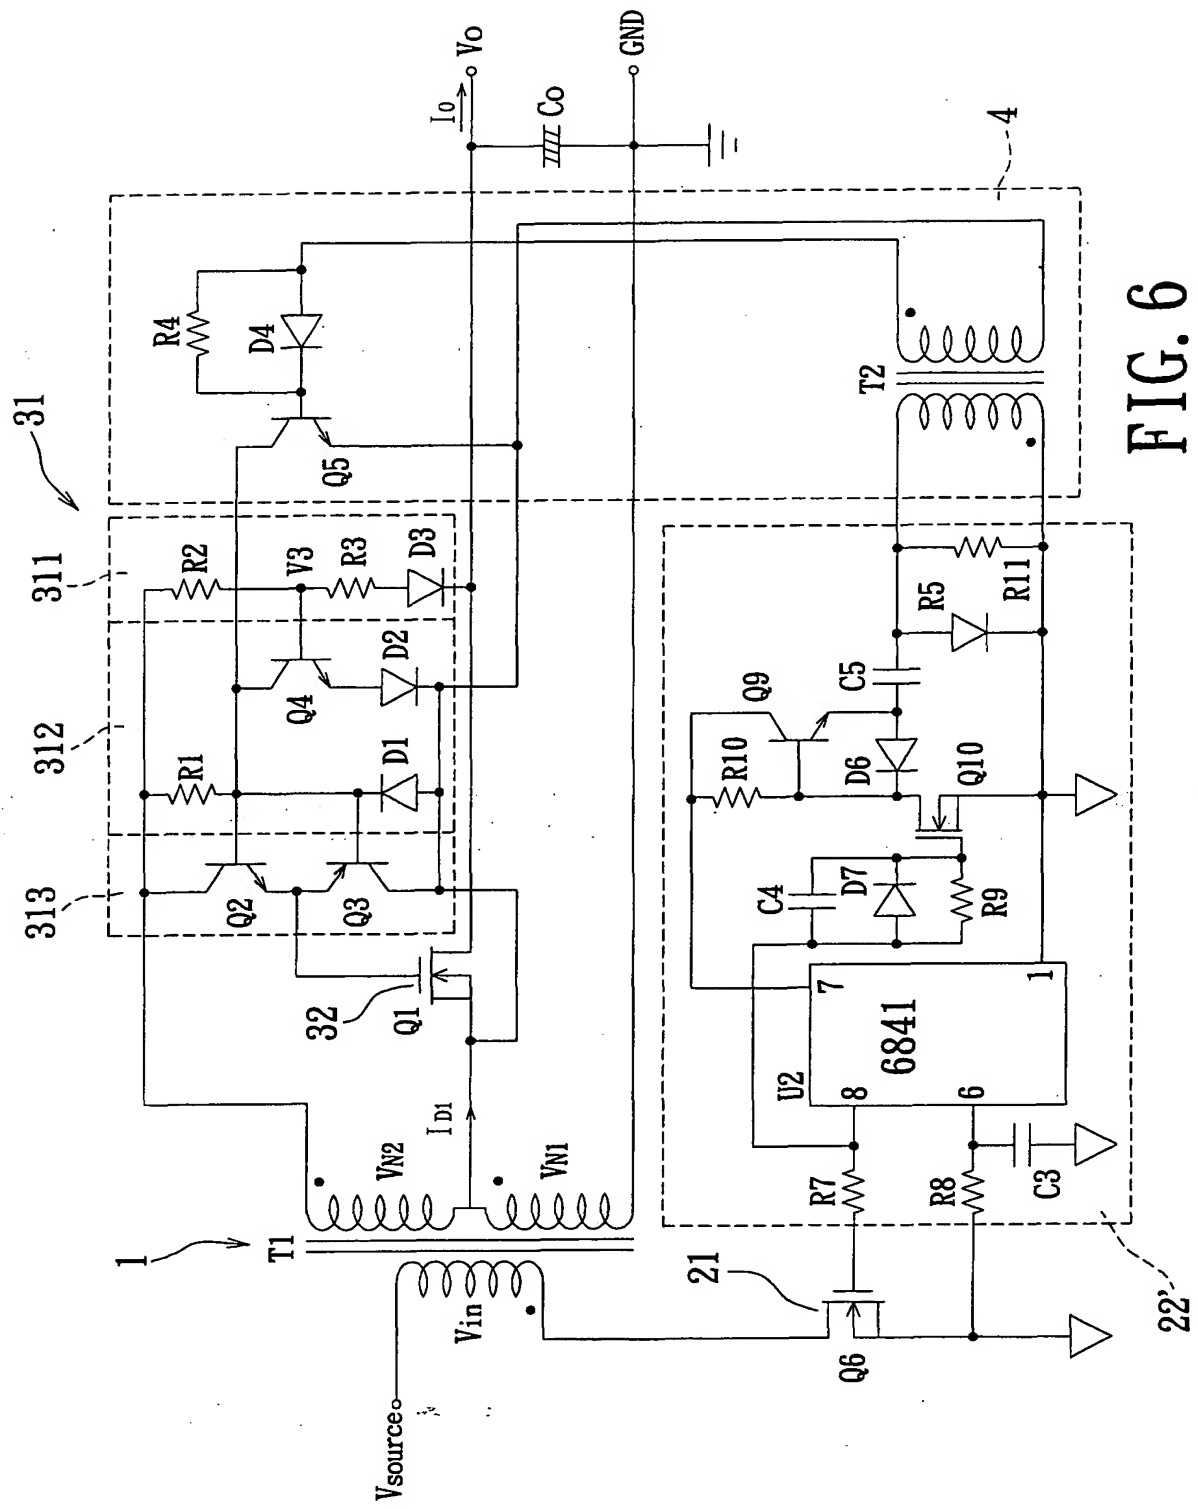 31
313
312
311
4
R1
R2
R4
D4
Q5
Q2
Q4
V3
R3
D3
D2
D1
Q3
32
Q1
Io
Vo
Co
GND
1
T1
VN2
ID1
VN1
Vin
Vsource
T2
21
Q6
22'
R7
R8
C3
U2
8
7
6841
6
1
C4
D7
R9
R10
Q9
D6
Q10
C5
R5
R11
FIG. 6